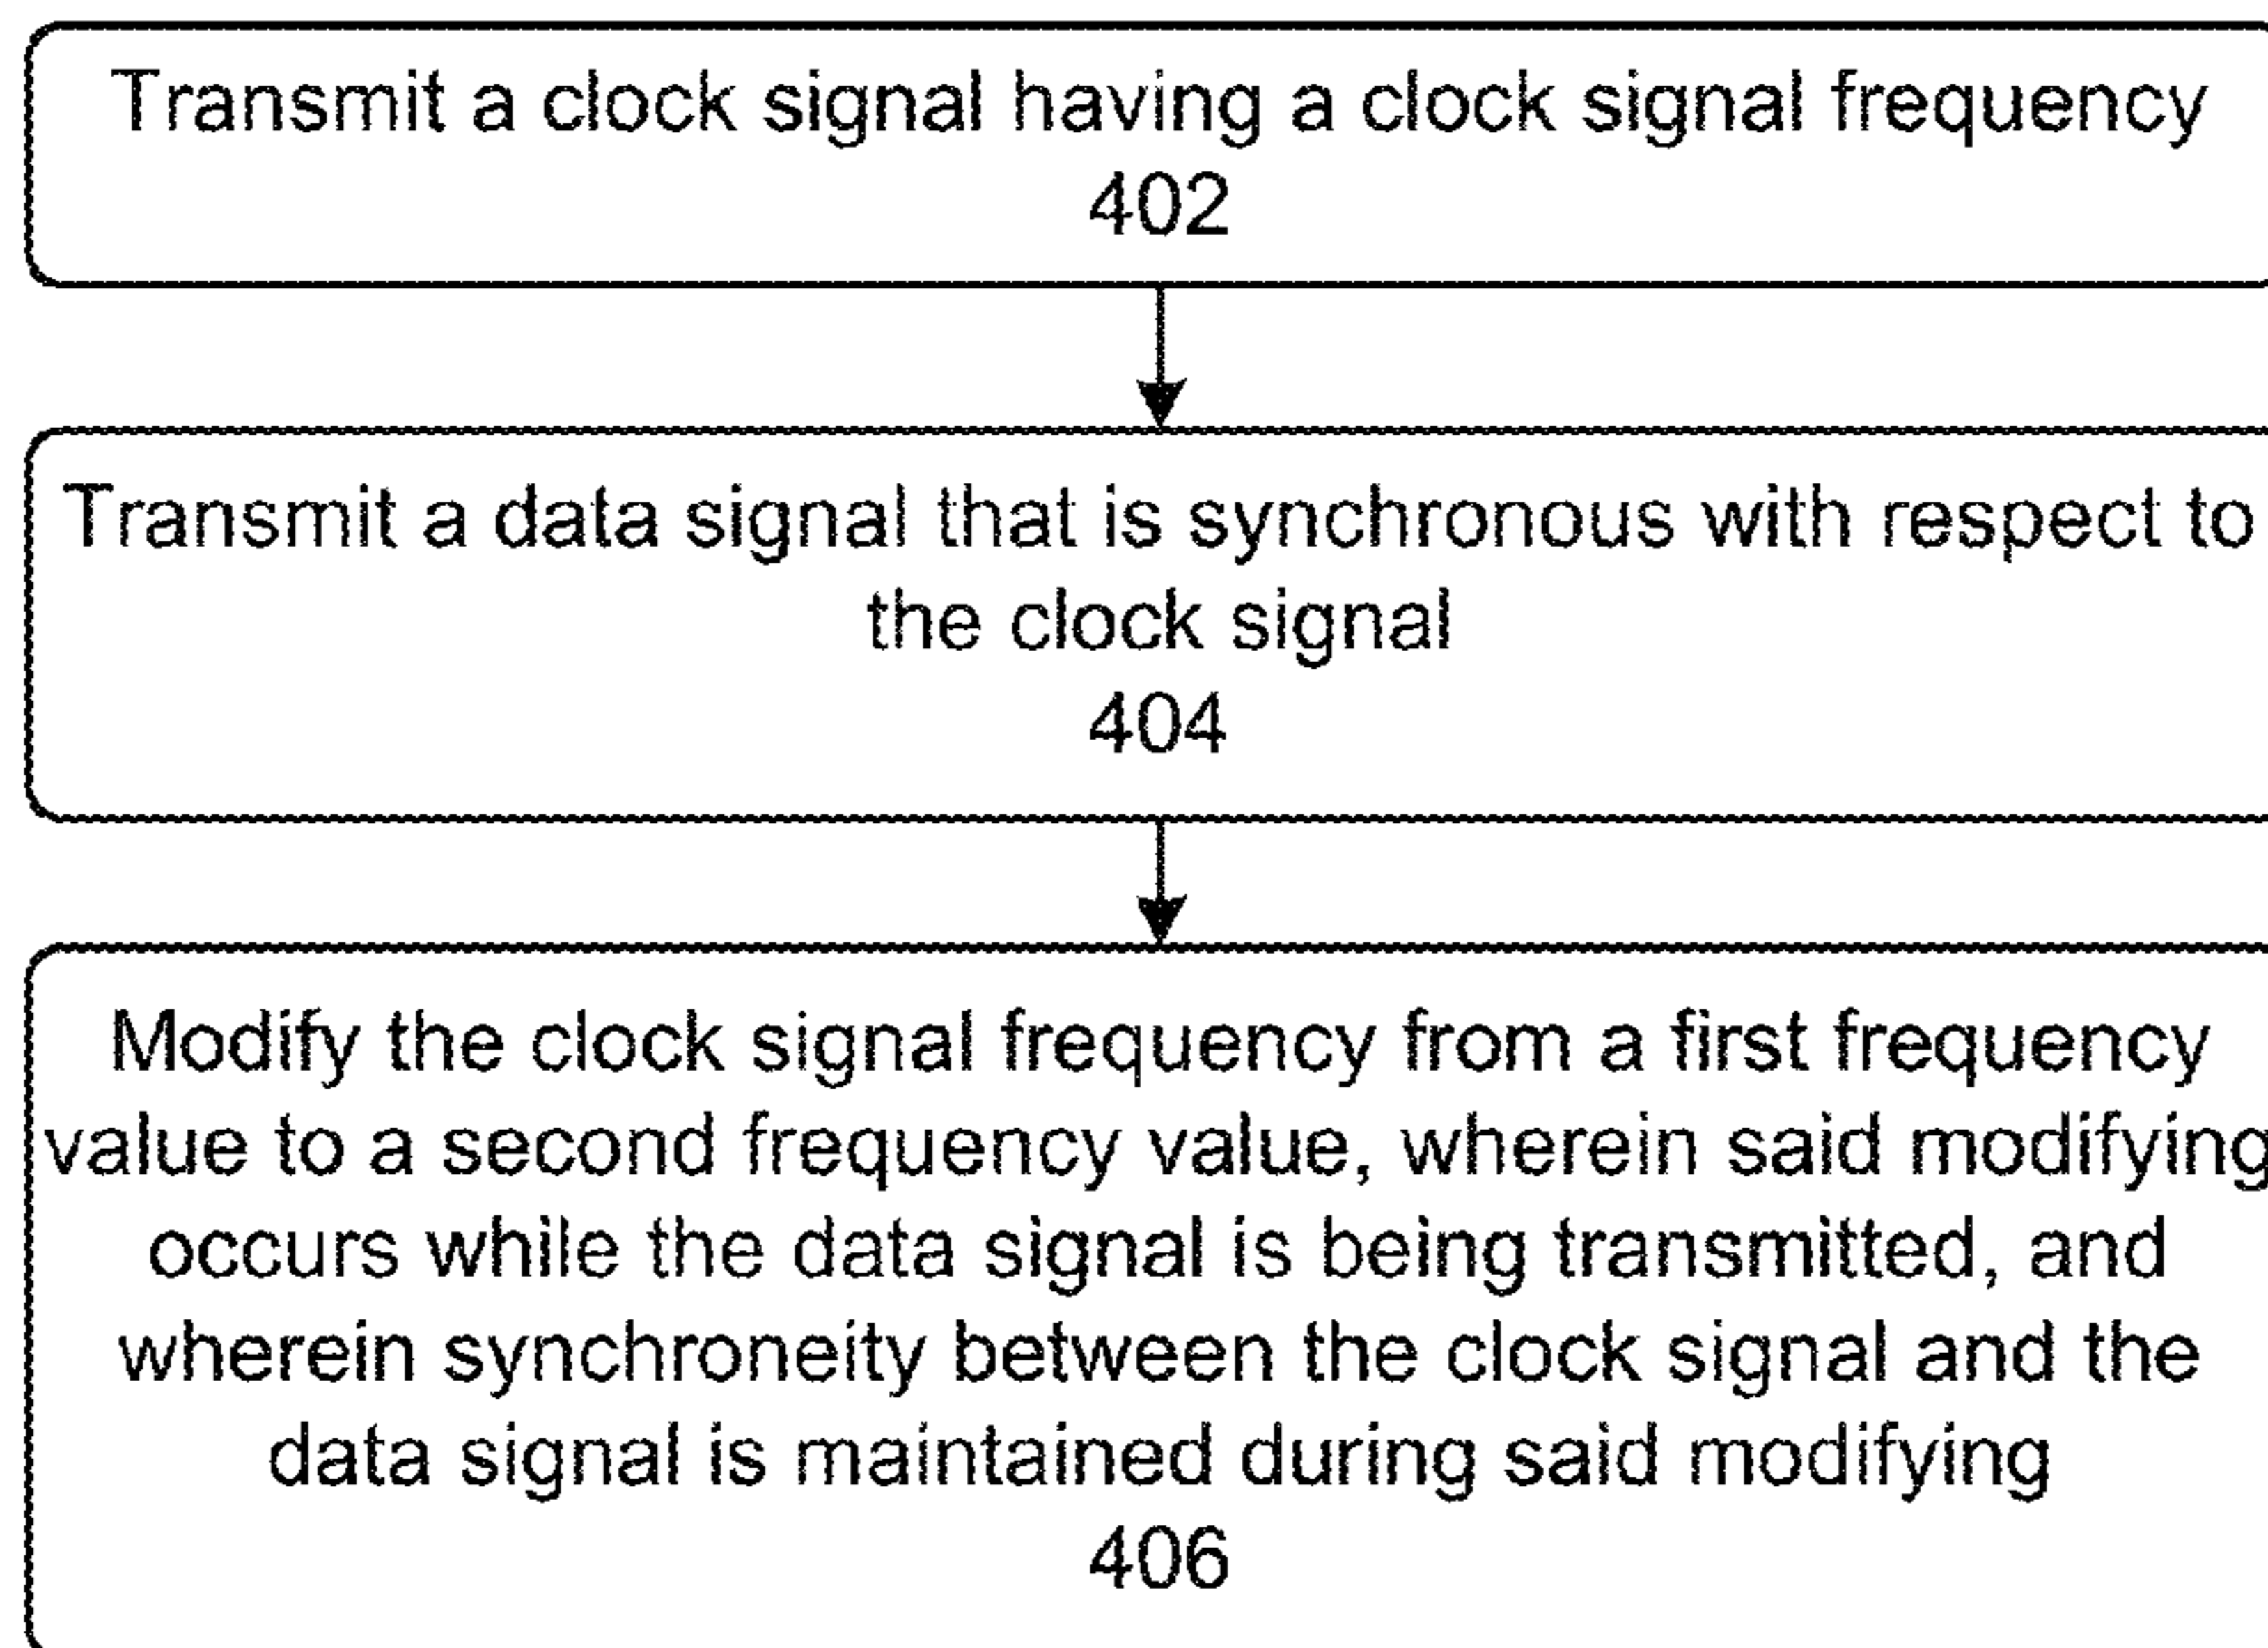 Transmit a clock signal having a clock signal frequency
402
Transmit a data signal that is synchronous with respect to
the clock signal
404
Modify the clock signal frequency from a first frequency
value to a second frequency value, wherein said modifying
occurs while the data signal is being transmitted, and
wherein synchroneity between the clock signal and the
data signal is maintained during said modifying
406